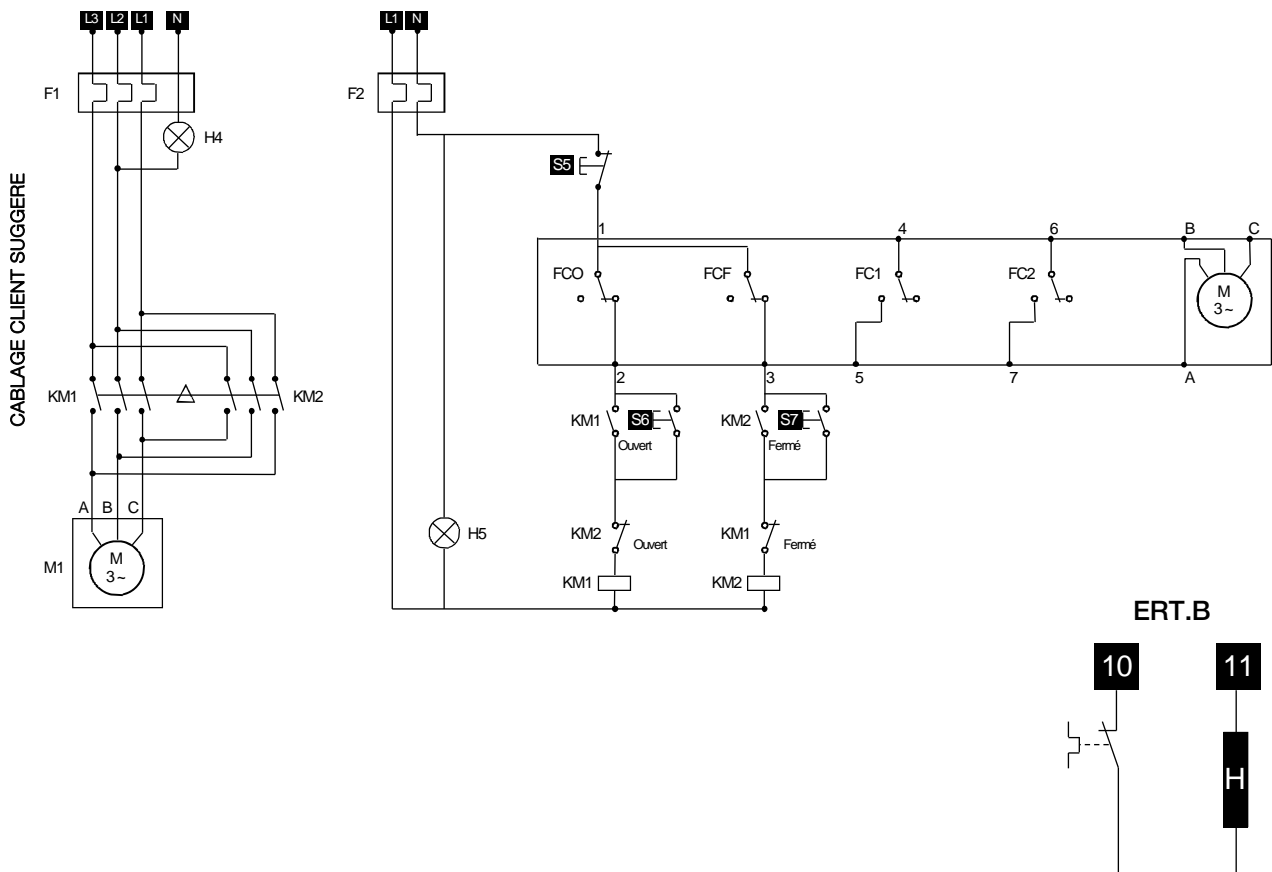 L3 L2 L1 N
L1 N
F1
F2
H4
CABLAGE CLIENT SUGGERE
S5
1
4
6
B
C
FCO
FCF
FC1
FC2
M
3~
2
3
5
7
A
KM1
KM2
KM1
S6
Ouvert
KM2
S7
Fermé
A B C
M1
M
3~
H5
KM2
Ouvert
KM1
Fermé
KM1
KM2
ERT.B
10
11
H